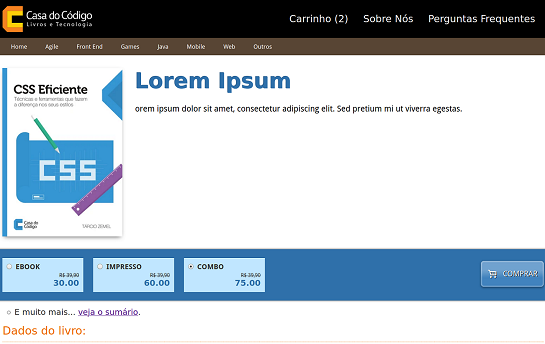 Casa do Código
Livros e Tecnologia
Carrinho (2) Sobre Nós Perguntas Frequentes
Home Agile Front End Games Java Mobile Web Outros
CSS Eficiente
Técnicas e ferramentas que fazem
a diferença nos seus estilos
CSS
Casa do
Código
TÁRCIO ZEMEL
Lorem Ipsum
orem ipsum dolor sit amet, consectetur adipiscing elit. Sed pretium mi ut viverra egestas.
EBOOK
R$ 39,90
30.00
IMPRESSO
R$ 39,90
60.00
COMBO
R$ 39,90
75.00
COMPRAR
E muito mais... veja o sumário.
Dados do livro: